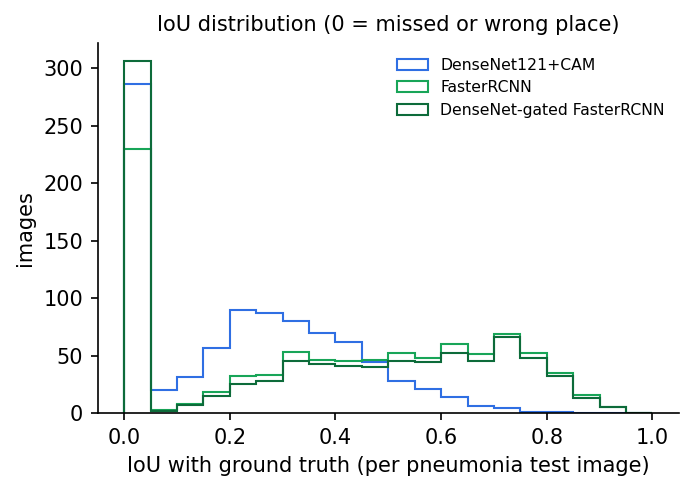 IoU distribution (0 = missed or wrong place)
DenseNet121+CAM
FasterRCNN
DenseNet-gated FasterRCNN
images
300
250
200
150
100
50
0
0.0 0.2 0.4 0.6 0.8 1.0
IoU with ground truth (per pneumonia test image)